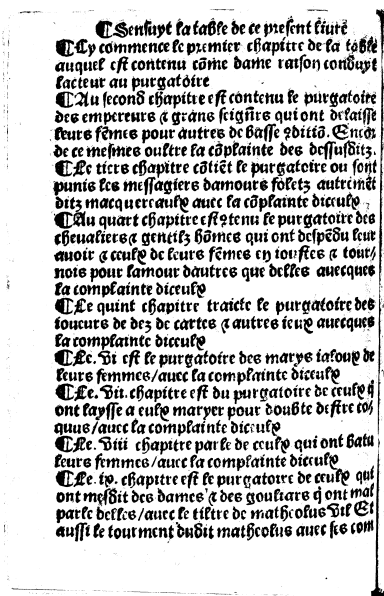 ¶Sensuyt la table de ce present liure
¶Cy commence le premier chapitre de la table
auquel est contenu cōme dame raison conduyt
lacteur au purgatoire
¶Au second chapitre est contenu le purgatoire
des empereurs ⁊ grans seignr̄s qui ont delaisse
leurs fēmes pour autres de basse ꝯditiō. Encor
de ce mesmes oultre la cōplainte des dessusditz.
¶Le tiers chapitre cōtiēt le purgatoire ou sont
punis les messagiers damours foletz autremēt
ditz macquereaulx auec la cōplainte diceulx
¶Au quart chapitre est ꝯtenu le purgatoire des
cheualiers ⁊ gentilz hōmes qui ont despēdu leur
auoir ⁊ ceulx de leurs fēmes en ioustes ⁊ tour
nois pour lamour dautres que delles auecques
la complainte diceulx
¶Le quint chapitre traicte le purgatoire des
ioueurs de dez de cartes ⁊ autres ieux auecques
la complainte diceulx
¶Le. vi est le purgatoire des marys ialoux de
leurs femmes/auec la complainte diceulx
¶Le. vii. chapitre est du purgatoire de ceulx q̄
ont laysse a eulx maryer pour doubte destre co
quus/auec la complainte diceulx
¶Le. viii chapitre parle de ceulx qui ont batu
leurs femmes/auec la complainte diceulx
¶Le. ix. chapitre est le purgatoire de ceulx qui
ont mesdit des dames ⁊ des gouliars q̄ ont mal
parle delles/auec le tiltre de matheolus vil Et
aussi le tourment dudit matheolus auec ses com